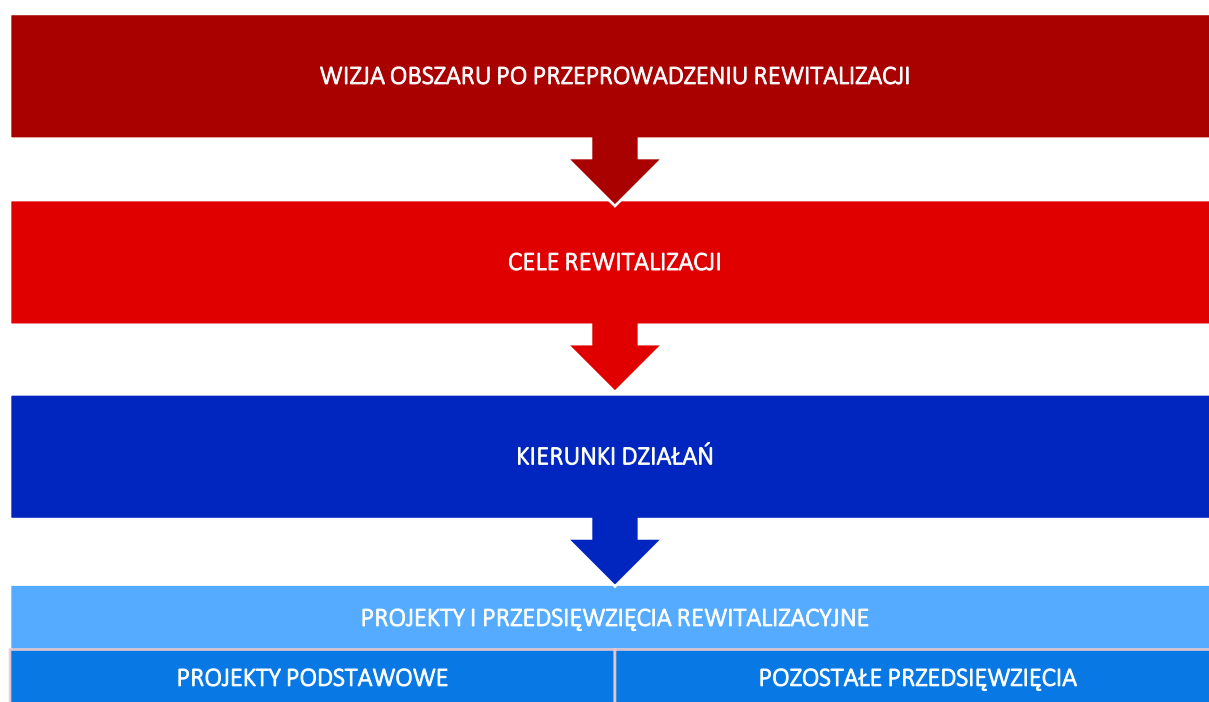 WIZJA OBSZARU PO PRZEPROWADZENIU REWITALIZACJI
CELE REWITALIZACJI
KIERUNKI DZIAŁAŃ
PROJEKTY I PRZEDSIĘWZIĘCIA REWITALIZACYJNE
PROJEKTY PODSTAWOWE
POZOSTAŁE PRZEDSIĘWZIĘCIA